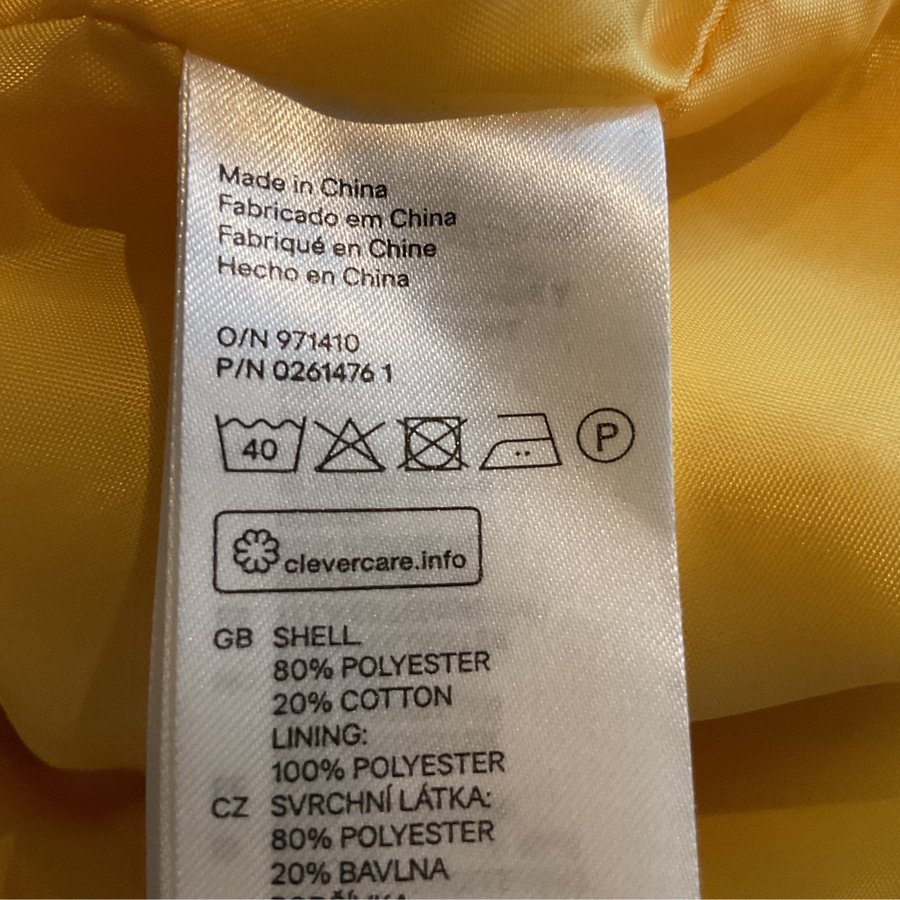 Made in China
Fabricado em China
Fabriqué en Chine
Hecho en China
O/N 971410
P/N 0261476 1
40 P
clevercare.info
GB SHELL
80% POLYESTER
20% COTTON
LINING:
100% POLYESTER
CZ SVRCHNÍ LÁTKA:
80% POLYESTER
20% BAVLNA